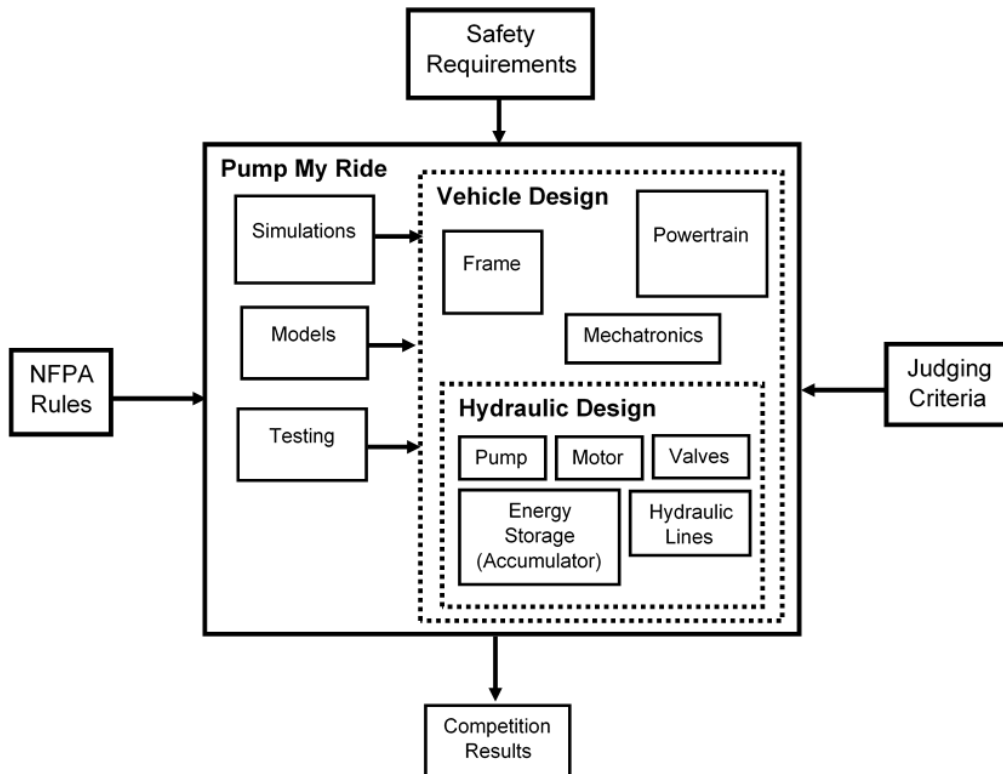 Safety
Requirements
Pump My Ride
Vehicle Design
Simulations
Powertrain
Frame
Models
Mechatronics
NFPA
Rules
Judging
Criteria
Hydraulic Design
Testing
Pump
Motor
Valves
Energy
Storage
(Accumulator)
Hydraulic
Lines
Competition
Results